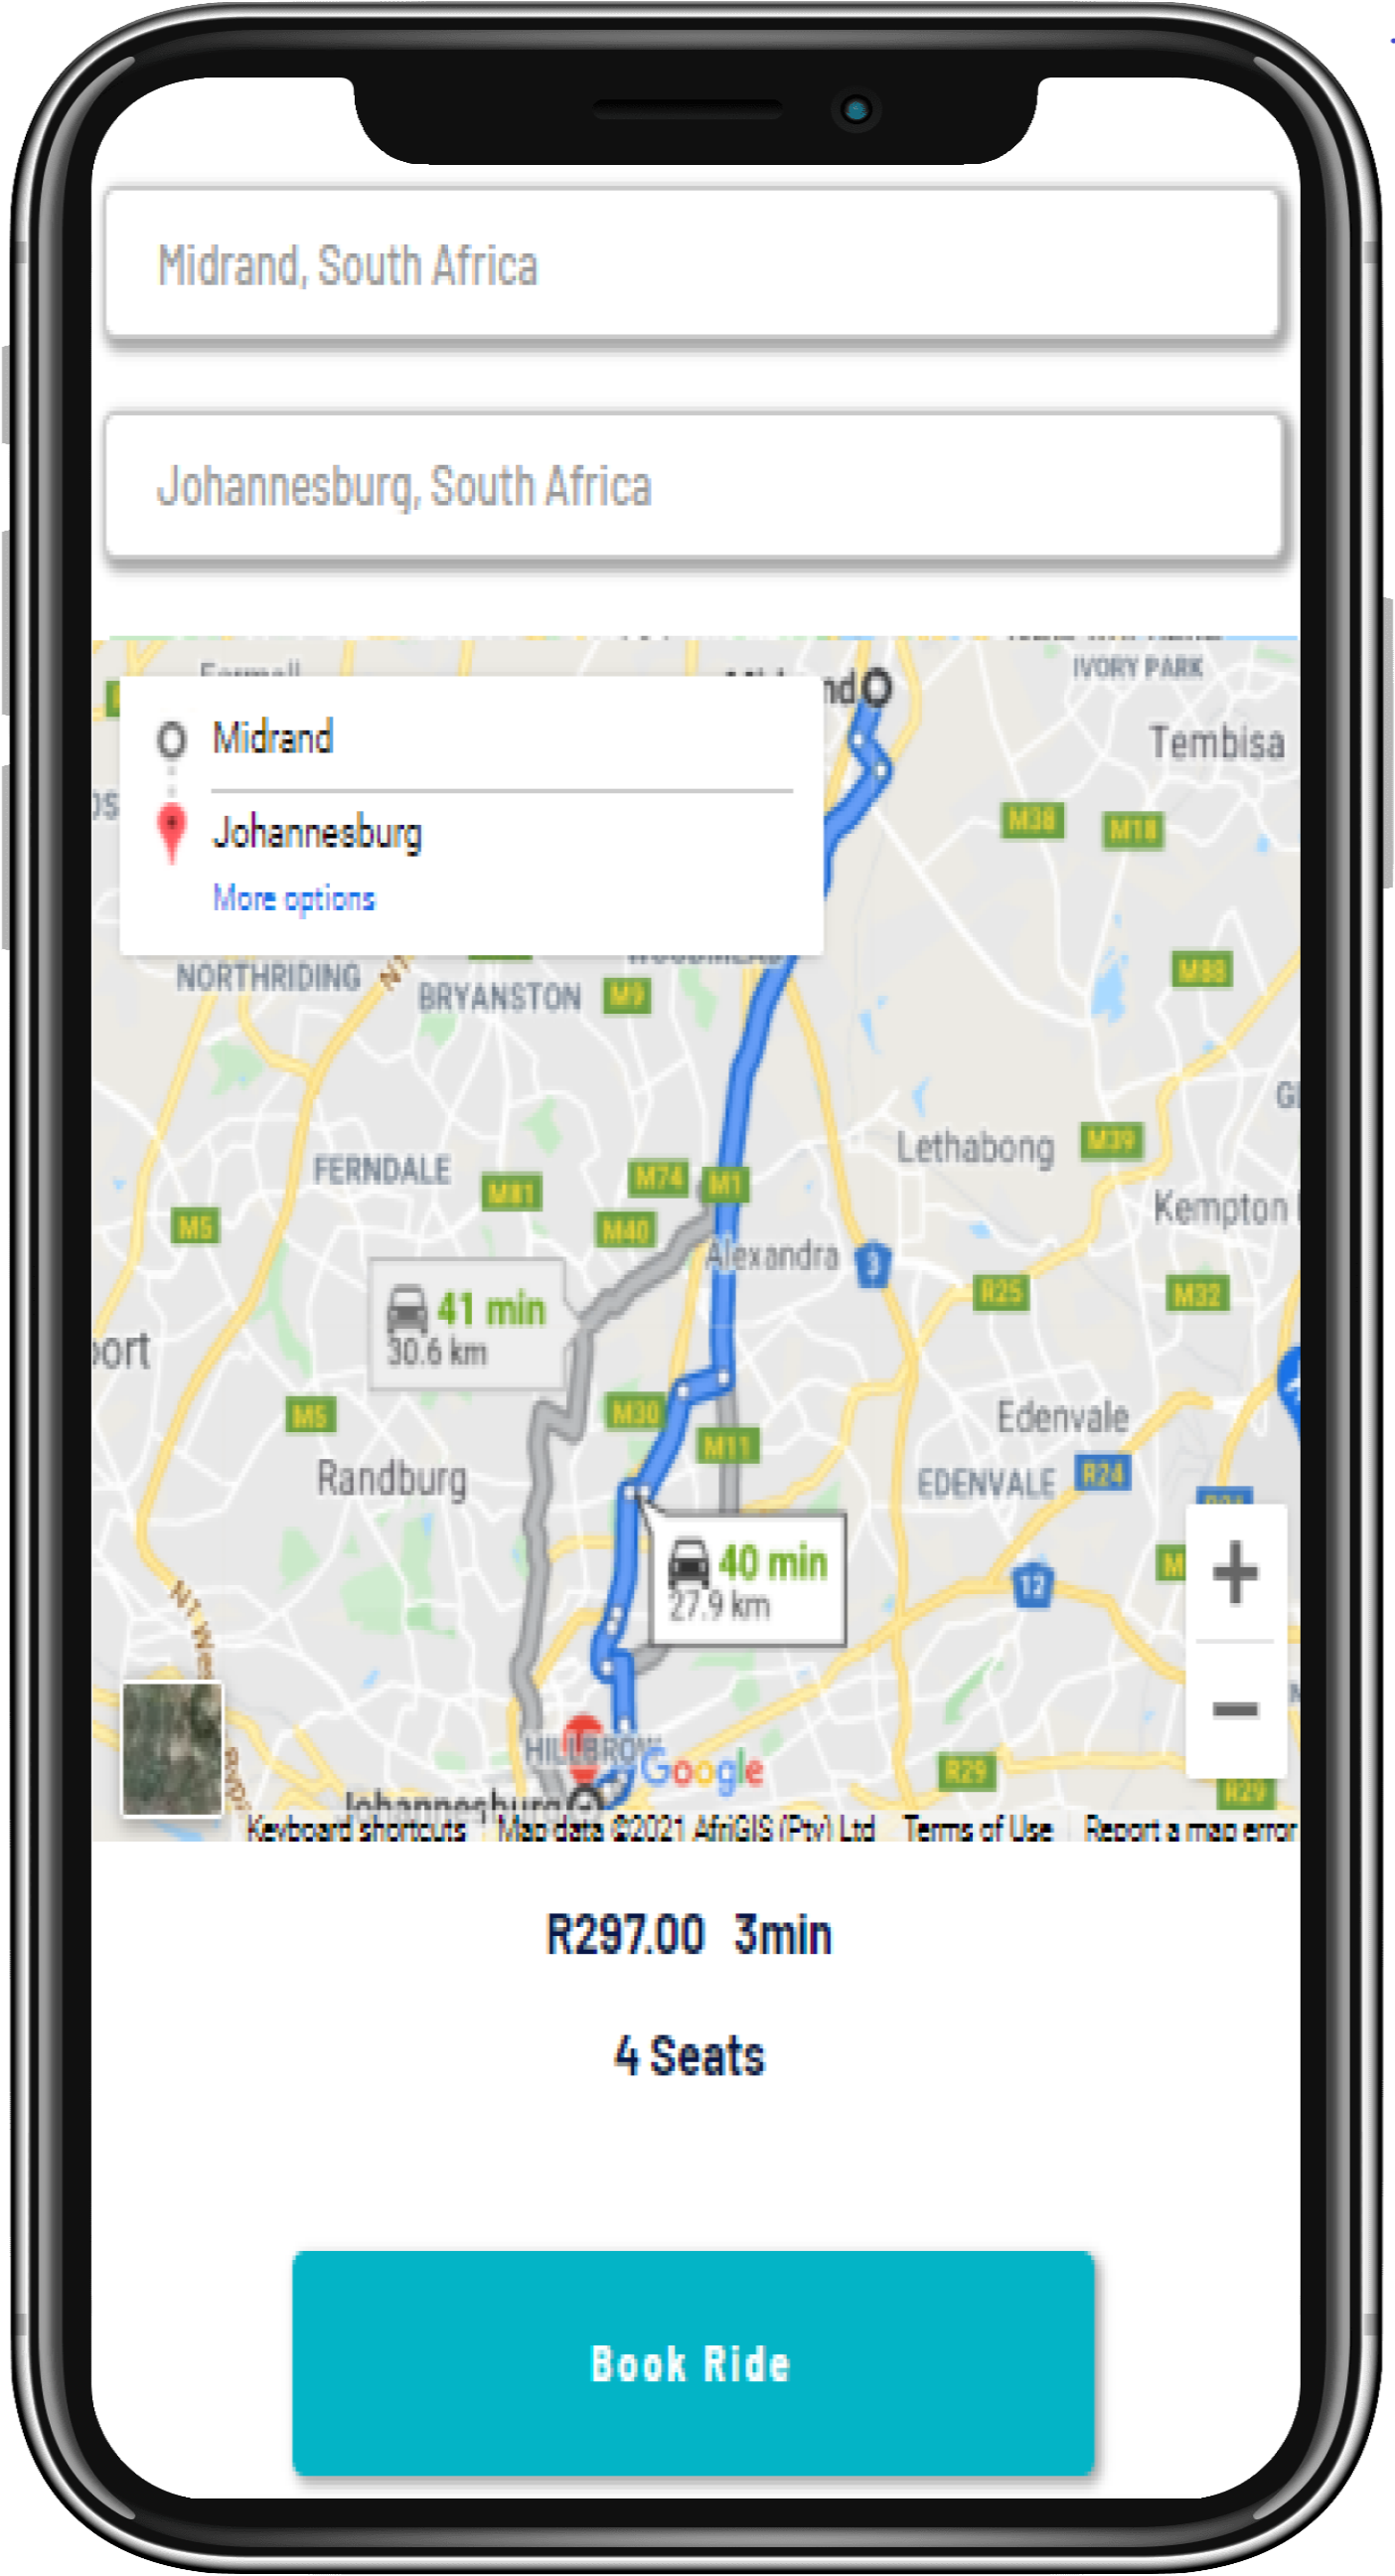 Midrand, South Africa
Johannesburg, South Africa
IVORY PARK
Midrand
Tembisa
Johannesburg
M38
M18
More options
NORTHRIDING
BRYANSTON
M9
M88
Lethabong
M39
FERNDALE
M81
M74
M1
Kempton
M5
M40
Alexandra
3
R25
M32
41 min
30.6 km
port
M5
M30
M11
Edenvale
Randburg
EDENVALE
R24
40 min
27.9 km
12
HILLBROW
Google
R29
R29
Johannesburg
Keyboard shortcuts
Map data ©2021 AfriGIS (Pty) Ltd
Terms of Use
Report a map error
R297.00 3min
4 Seats
Book Ride